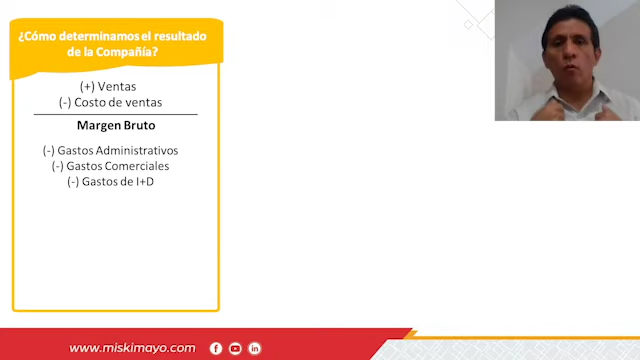 ¿Cómo determinamos el resultado
de la Compañía?
(+) Ventas
(-) Costo de ventas
Margen Bruto
(-) Gastos Administrativos
(-) Gastos Comerciales
(-) Gastos de I+D
www.miskimayo.com